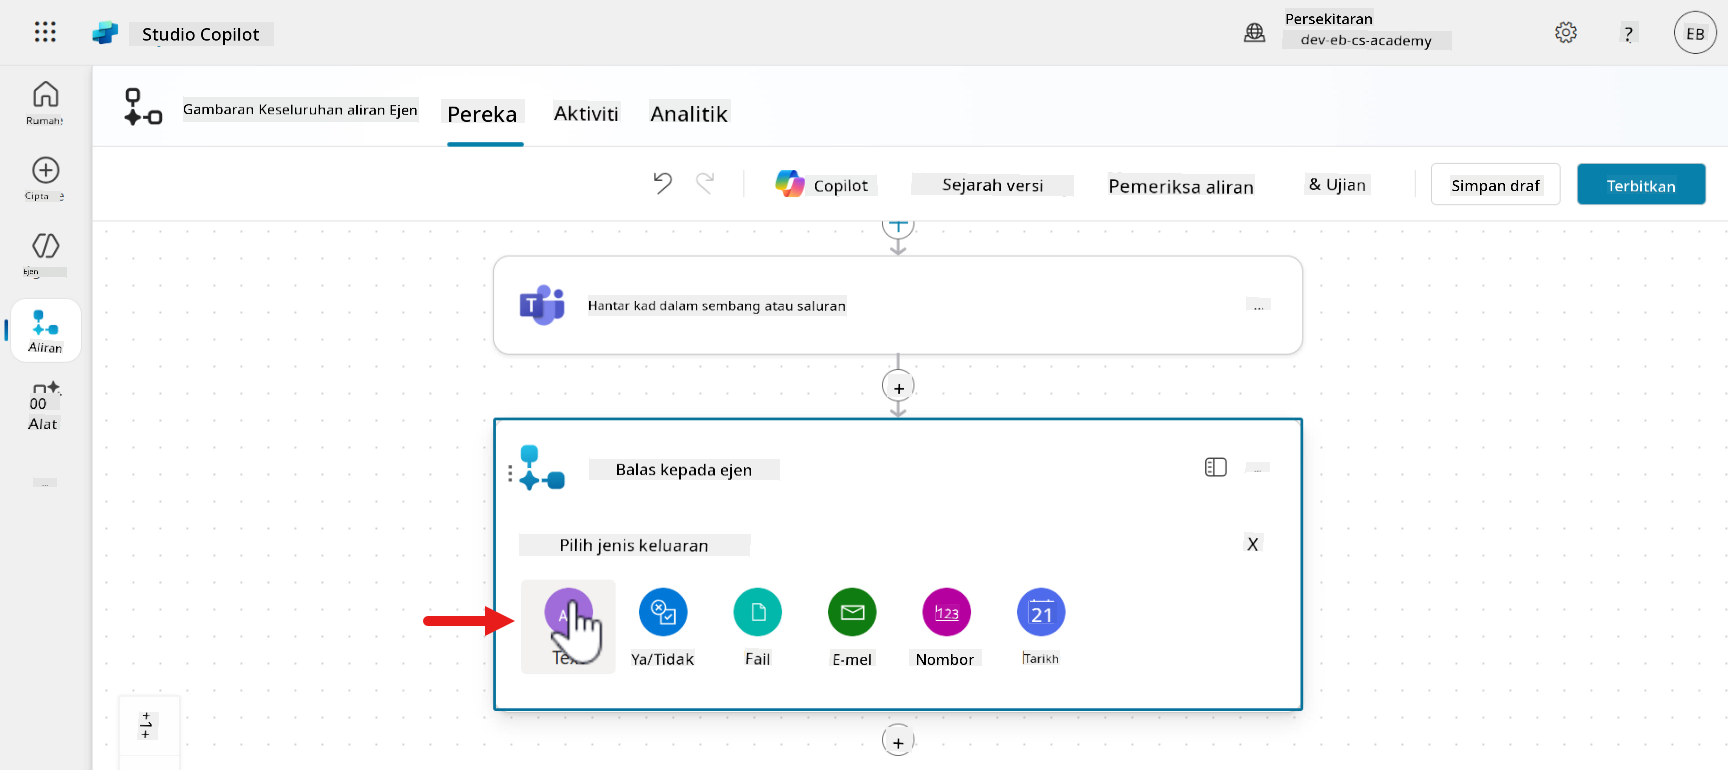 Studio Copilot
Persekitaran
dev-eb-cs-academy
?
EB
Rumah
Gambaran Keseluruhan aliran Ejen
Pereka
Aktiviti
Analitik
Cipta
Copilot
Sejarah versi
Pemeriksa aliran
& Ujian
Simpan draf
Terbitkan
Ejen
Hantar kad dalam sembang atau saluran
...
Aliran
+
Alat
Balas kepada ejen
...
Pilih jenis keluaran
X
123
21
Ya/Tidak
Fail
E-mel
Nombor
Tarikh
+